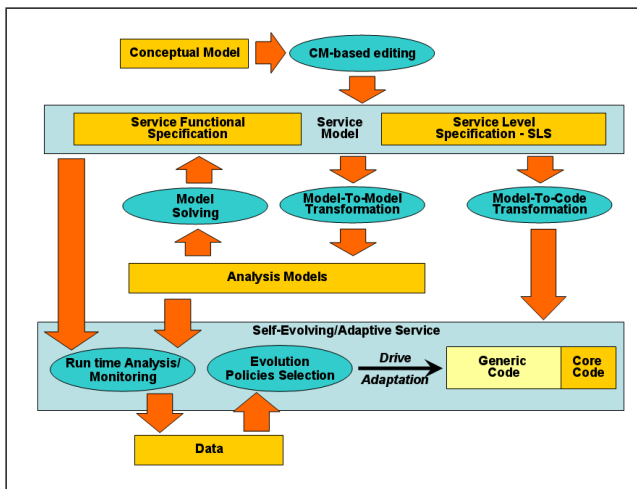 Conceptual Model
CM-based editing
Service Functional
Specification
Service
Model
Service Level
Specification - SLS
Model
Solving
Model-To-Model
Transformation
Model-To-Code
Transformation
Analysis Models
Self-Evolving/Adaptive Service
Run time Analysis/
Monitoring
Evolution
Policies Selection
Drive
Adaptation
Generic
Code
Core
Code
Data